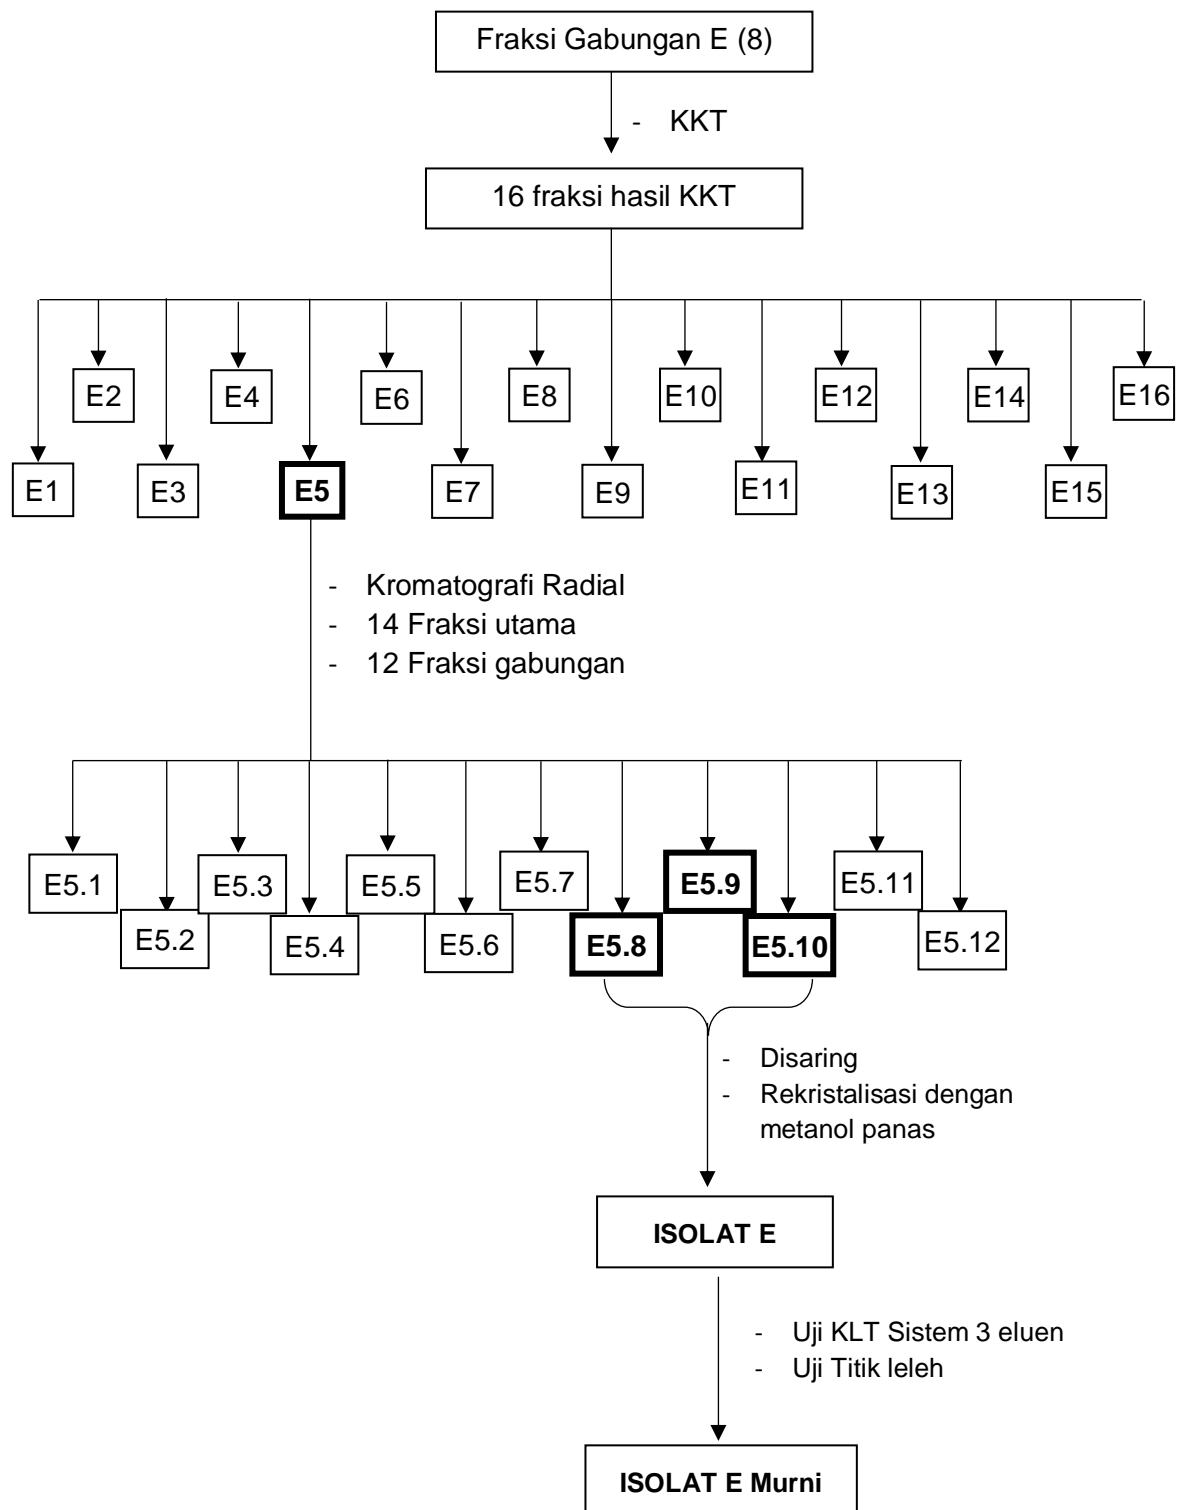 Fraksi Gabungan E (8)
- KKT
16 fraksi hasil KKT
E2
E4
E6
E8
E10
E12
E14
E16
E1
E3
E5
E7
E9
E11
E13
E15
- Kromatografi Radial
- 14 Fraksi utama
- 12 Fraksi gabungan
E5.1
E5.3
E5.5
E5.7
E5.9
E5.11
E5.2
E5.4
E5.6
E5.8
E5.10
E5.12
- Disaring
- Rekristalisasi dengan
metanol panas
ISOLAT E
- Uji KLT Sistem 3 eluen
- Uji Titik leleh
ISOLAT E Murni